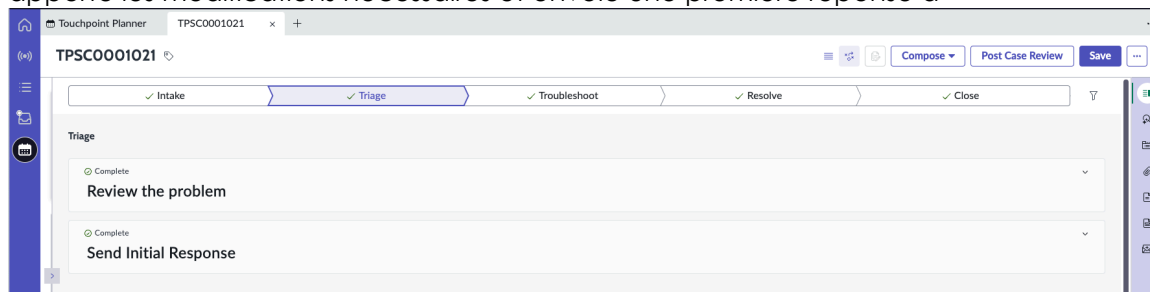 apporte les modifications nécessaires et envoie une première réponse à
Touchpoint Planner TPSC0001021 × +
TPSC0001021 Compose Post Case Review Save
Intake Triage Troubleshoot Resolve Close
Triage
Complete
Review the problem
Complete
Send Initial Response